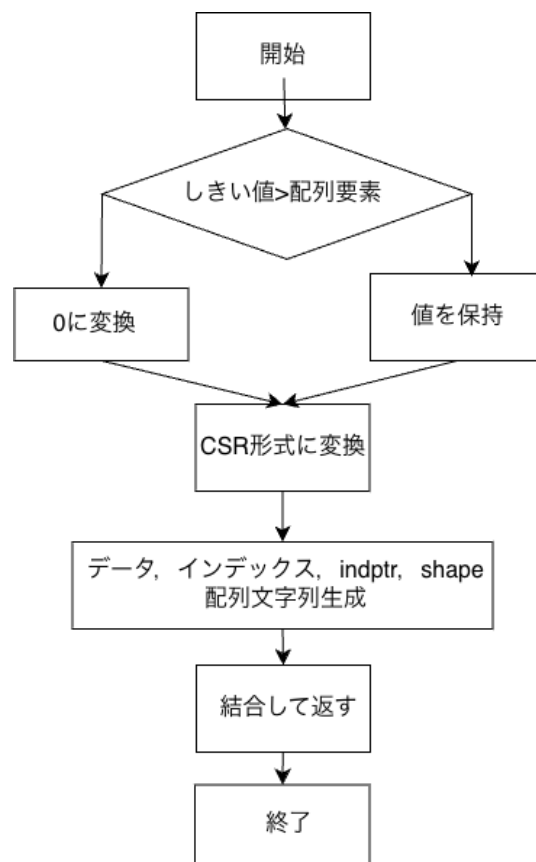 開始
しきい値>配列要素
0に変換
値を保持
CSR形式に変換
データ，インデックス，indptr，shape
配列文字列生成
結合して返す
終了